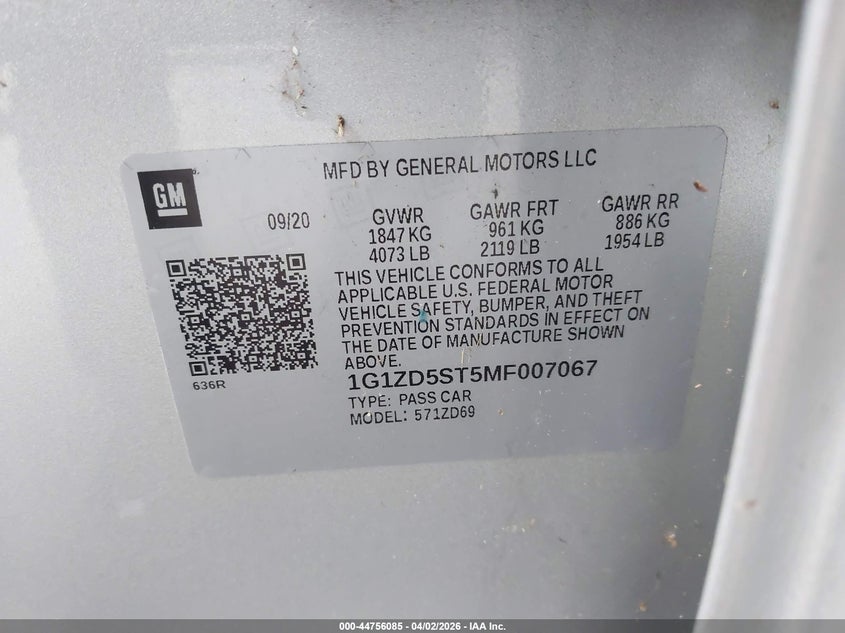 MFD BY GENERAL MOTORS LLC
GM
09/20
GVWR GAWR FRT GAWR RR
1847 KG 961 KG 886 KG
4073 LB 2119 LB 1954 LB
THIS VEHICLE CONFORMS TO ALL
APPLICABLE U.S. FEDERAL MOTOR
VEHICLE SAFETY, BUMPER, AND THEFT
PREVENTION STANDARDS IN EFFECT ON
THE DATE OF MANUFACTURE SHOWN
ABOVE.
636R
1G1ZD5ST5MF007067
TYPE: PASS CAR
MODEL: 571ZD69
000-44756085 - 04/02/2026 - IAA Inc.